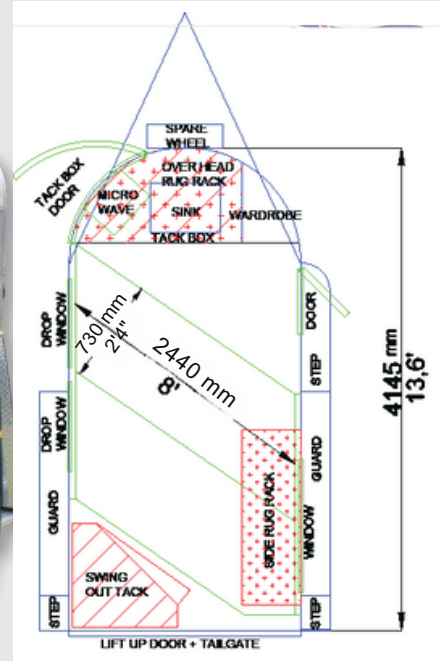 SPARE
WHEEL
TACK BOX
DOOR
OVER HEAD
RUG RACK
MICRO
WAVE
SINK
WARDROBE
TACK BOX
DROP
WINDOW
730 mm
2'4"
2440 mm
8'
DOOR
STEP
4145 mm
13,6'
DROP
WINDOW
GUARD
SIDE RUG RACK
GUARD
WINDOW
SWING
OUT TACK
STEP
STEP
LIFT UP DOOR + TAILGATE